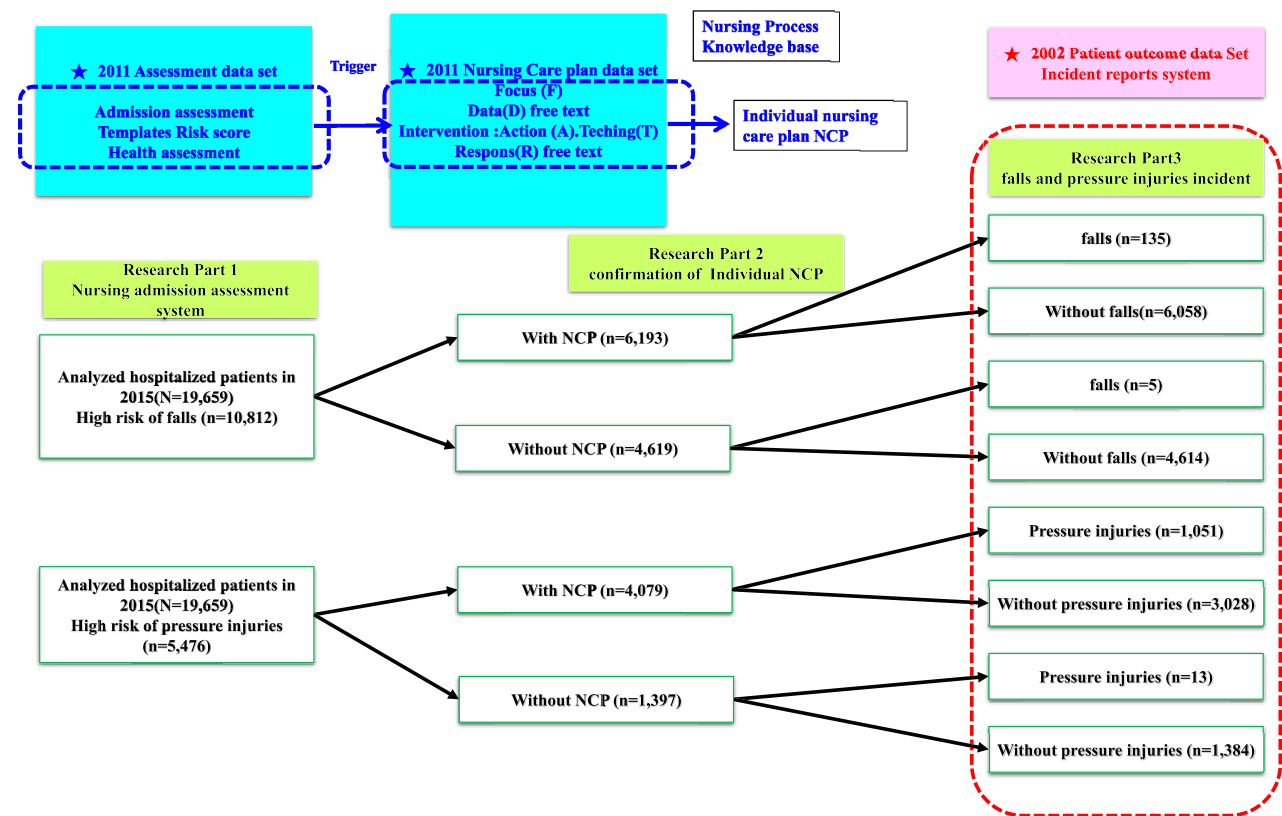 ★ 2011 Assessment data set
Admission assessment
Templates Risk score
Health assessment
Trigger
★ 2011 Nursing Care plan data set
Focus (F)
Data(D) free text
Intervention :Action (A).Teching(T)
Respons(R) free text
Nursing Process
Knowledge base
Individual nursing
care plan NCP
★ 2002 Patient outcome data Set
Incident reports system
Research Part 1
Nursing admission assessment
system
Research Part 2
confirmation of Individual NCP
Research Part3
falls and pressure injuries incident
Analyzed hospitalized patients in
2015(N=19,659)
High risk of falls (n=10,812)
With NCP (n=6,193)
Without NCP (n=4,619)
falls (n=135)
Without falls(n=6,058)
falls (n=5)
Without falls (n=4,614)
Analyzed hospitalized patients in
2015(N=19,659)
High risk of pressure injuries
(n=5,476)
With NCP (n=4,079)
Without NCP (n=1,397)
Pressure injuries (n=1,051)
Without pressure injuries (n=3,028)
Pressure injuries (n=13)
Without pressure injuries (n=1,384)